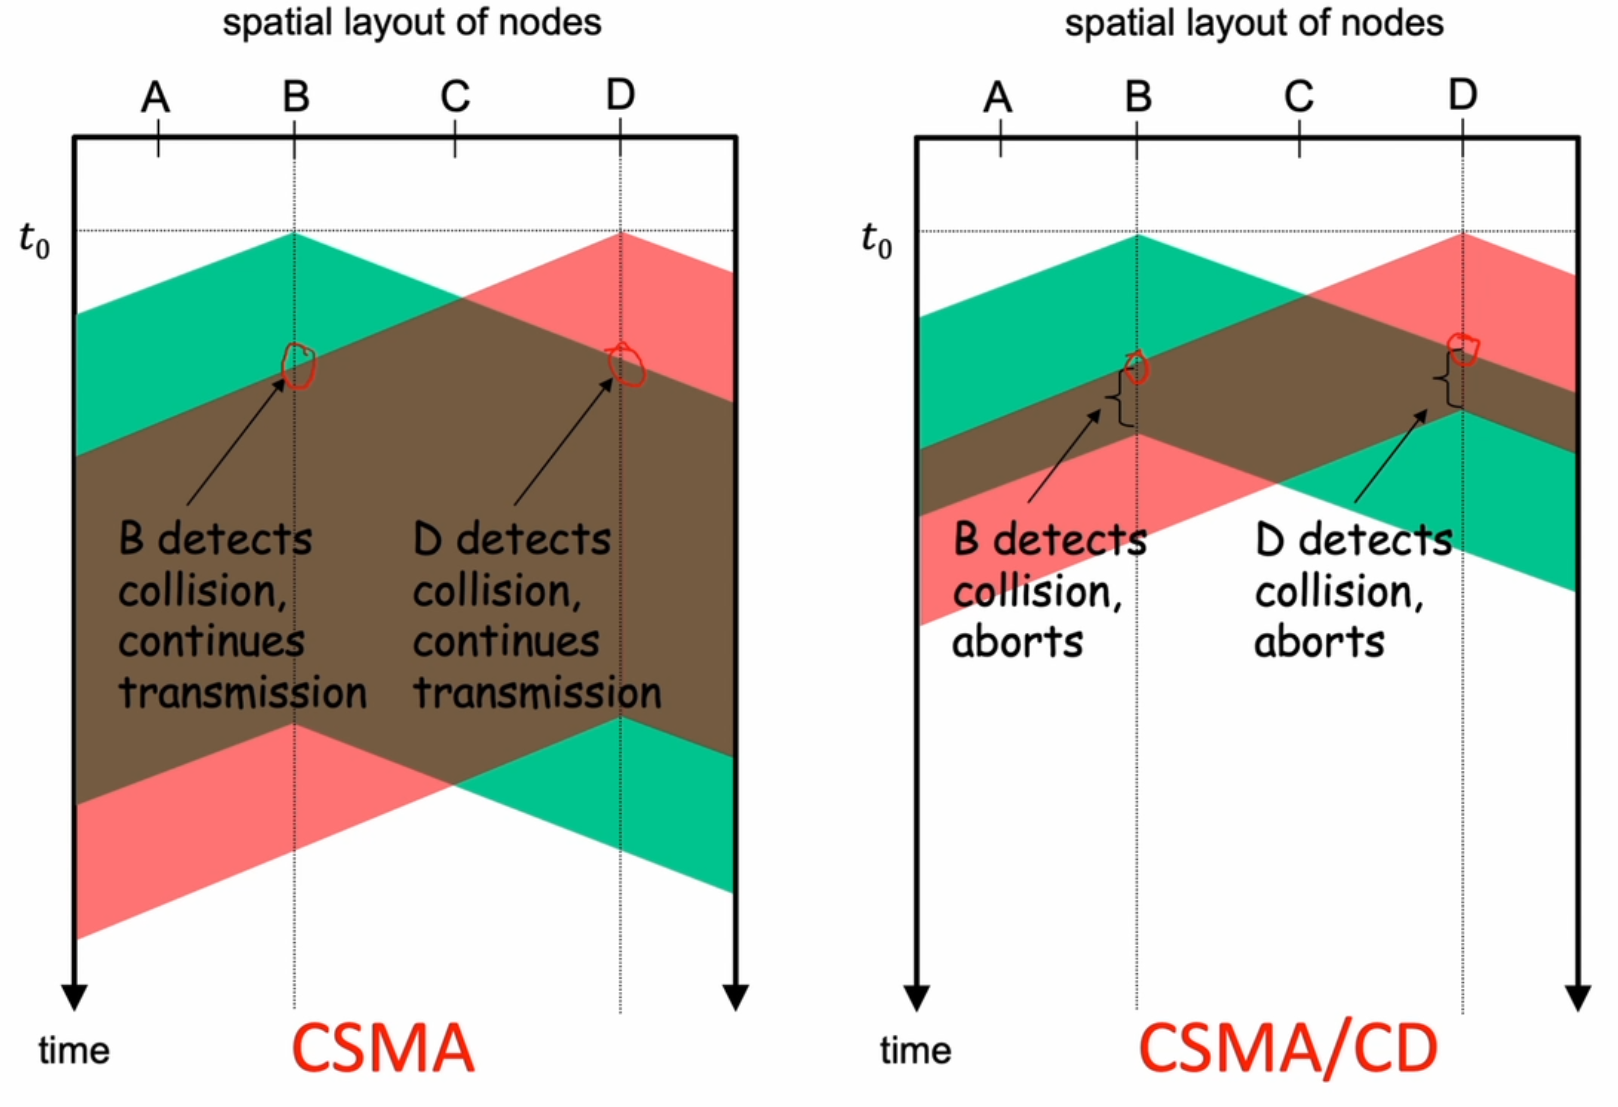 spatial layout of nodes
A B C D
t₀
B detects
collision,
continues
transmission
D detects
collision,
continues
transmission
time
CSMA
spatial layout of nodes
A B C D
t₀
B detects
collision,
aborts
D detects
collision,
aborts
time
CSMA/CD